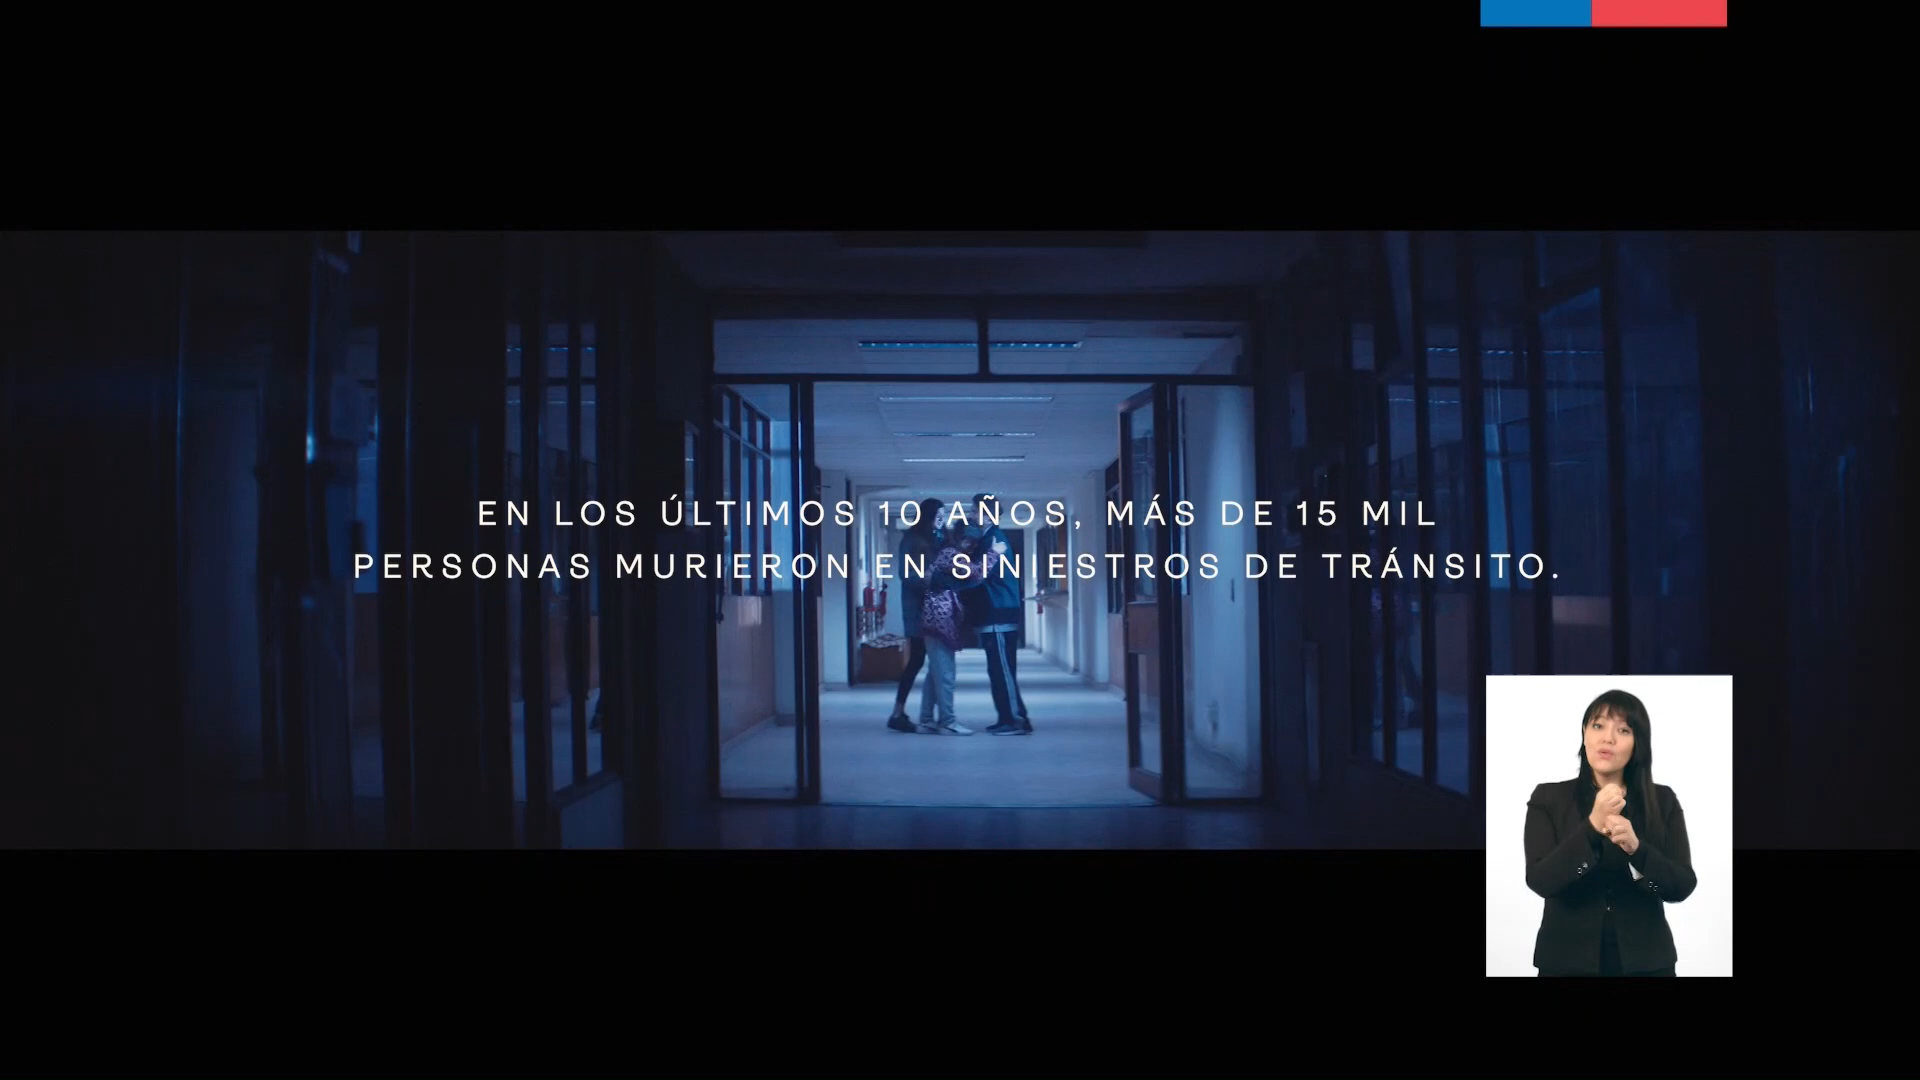 EN LOS ÚLTIMOS 10 AÑOS, MÁS DE 15 MIL
PERSONAS MURIERON EN SINIESTROS DE TRÁNSITO.